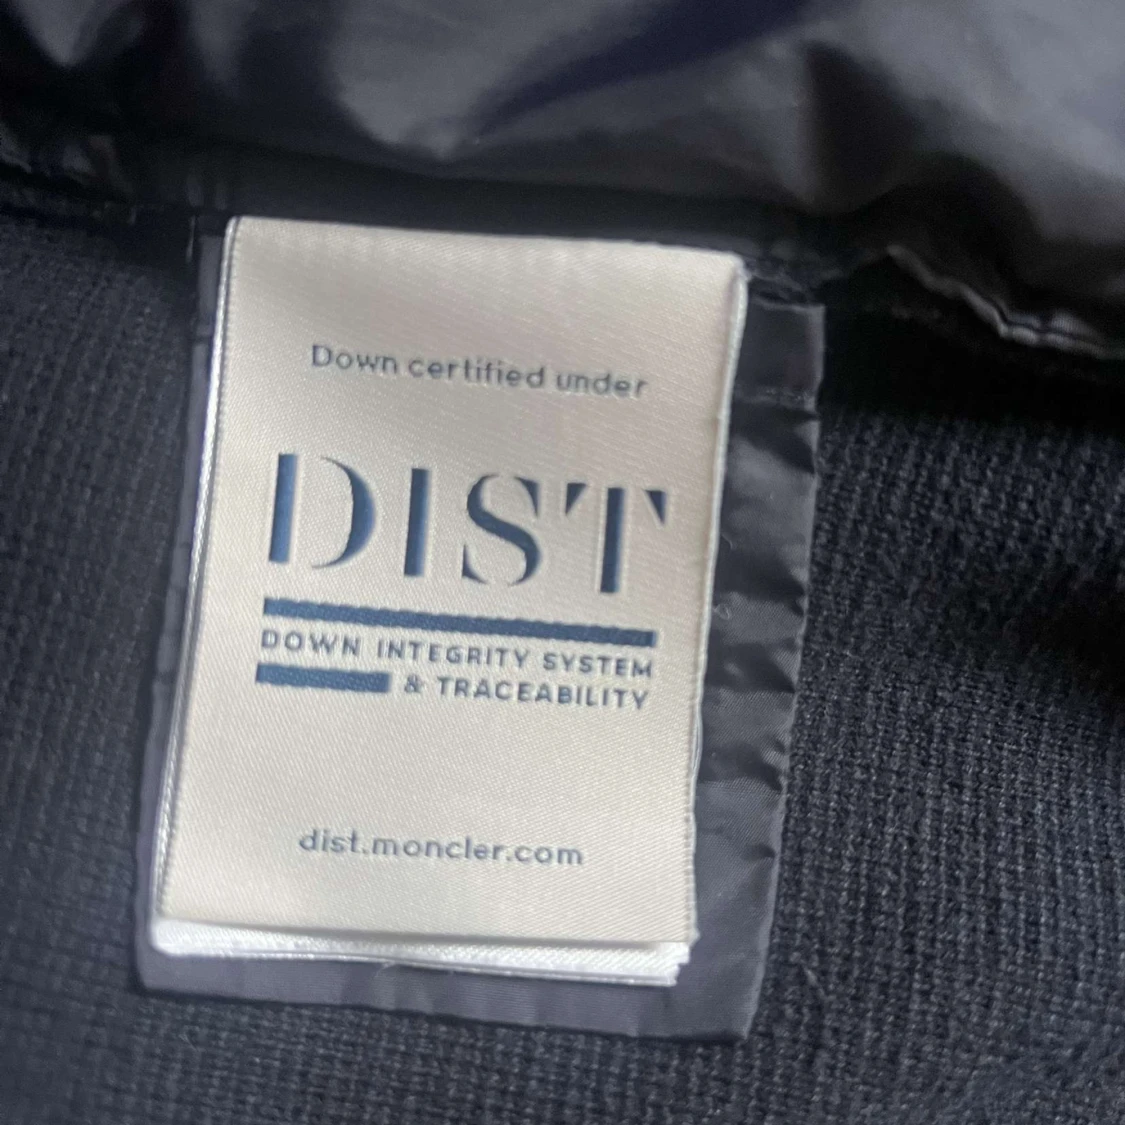 Down certified under
DIST
DOWN INTEGRITY SYSTEM
& TRACEABILITY
dist.moncler.com